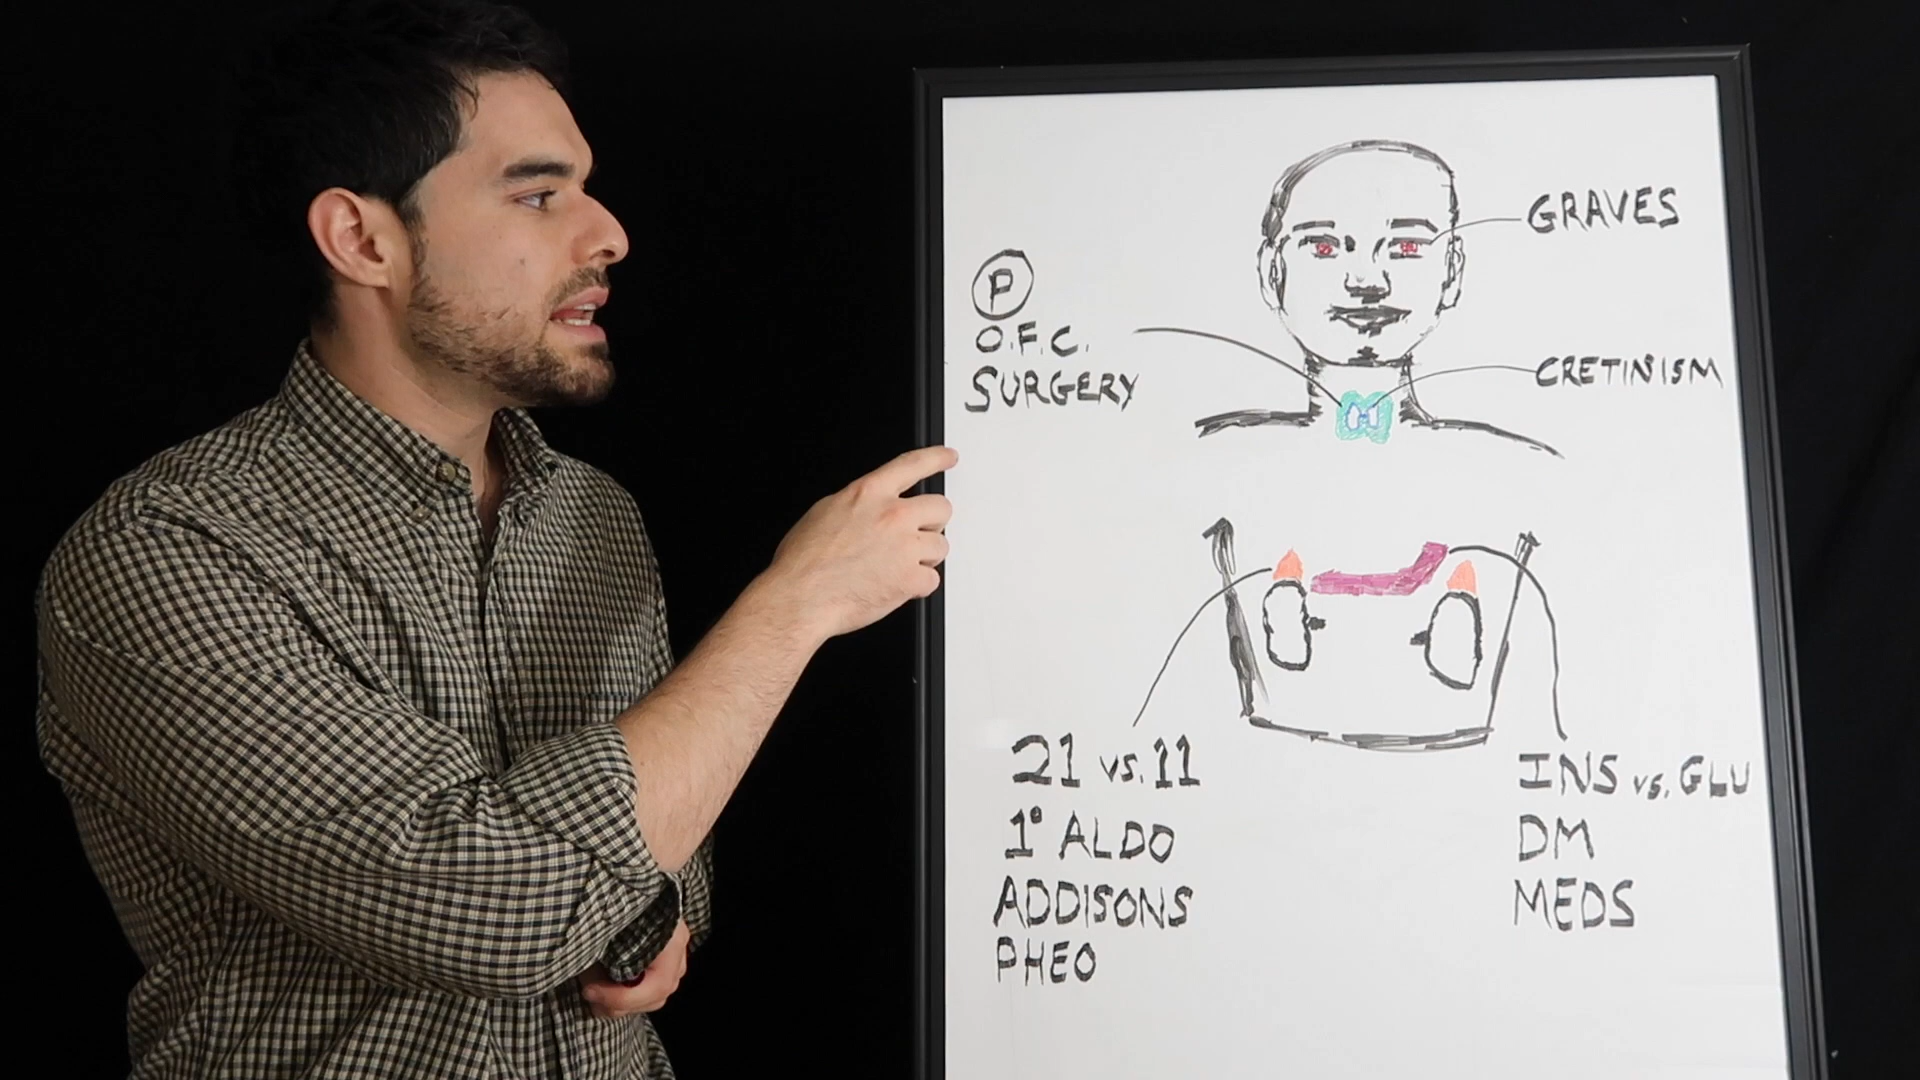 GRAVES
P
O.F.C.
SURGERY
CRETINISM
21 vs. 11
1° ALDO
ADDISONS
PHEO
INS vs. GLU
DM
MEDS